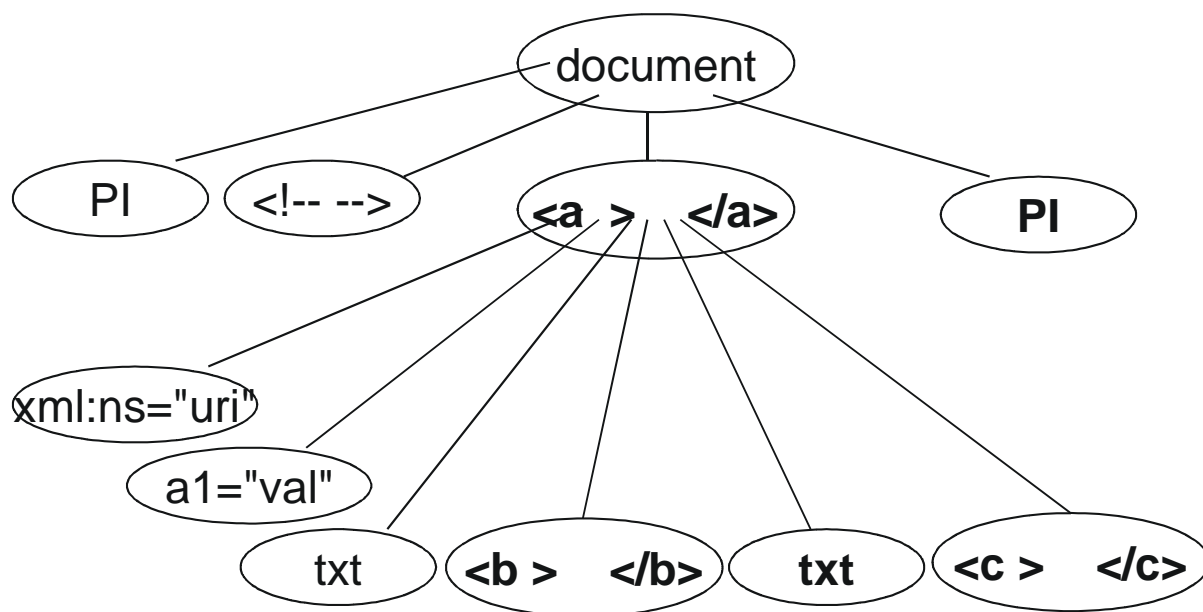 document
PI
<!-- -->
<a > </a>
PI
xml:ns="uri"
a1="val"
txt
<b > </b>
txt
<c > </c>